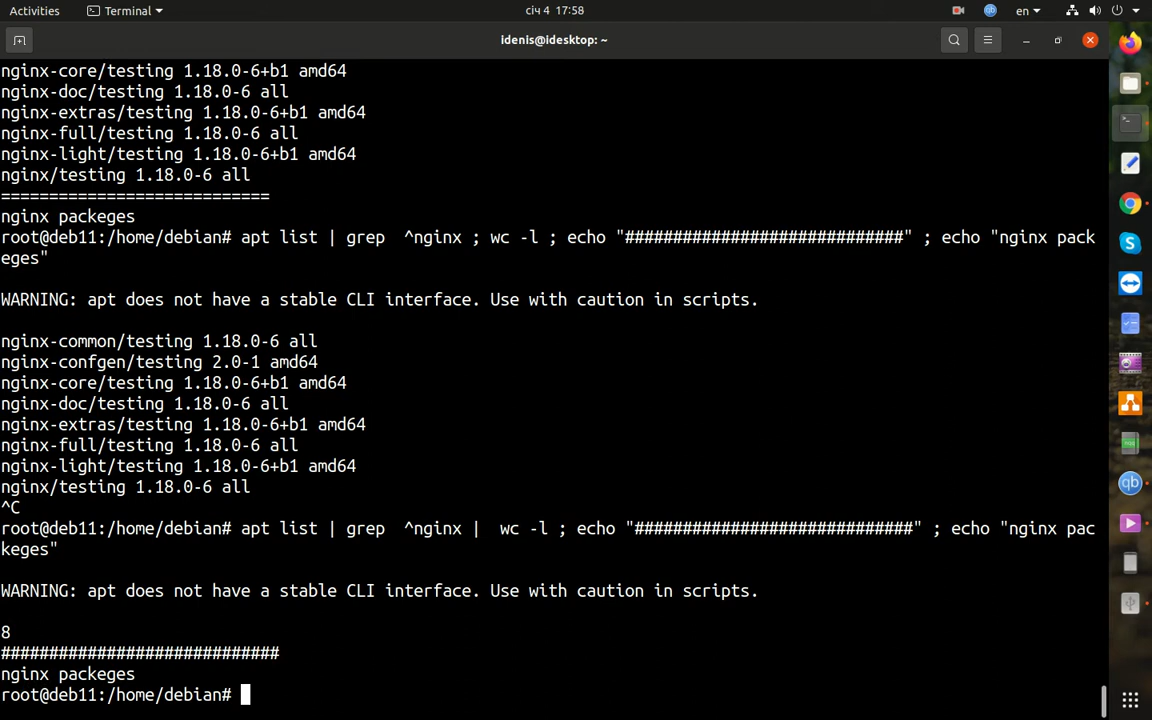 Activities
Terminal
січ 4 17:58
en
idenis@idesktop: ~
nginx-core/testing 1.18.0-6+b1 amd64
nginx-doc/testing 1.18.0-6 all
nginx-extras/testing 1.18.0-6+b1 amd64
nginx-full/testing 1.18.0-6 all
nginx-light/testing 1.18.0-6+b1 amd64
nginx/testing 1.18.0-6 all
============================
nginx packeges
root@deb11:/home/debian# apt list | grep  ^nginx ; wc -l ; echo "#############################" ; echo "nginx pack
eges"
WARNING: apt does not have a stable CLI interface. Use with caution in scripts.
nginx-common/testing 1.18.0-6 all
nginx-confgen/testing 2.0-1 amd64
nginx-core/testing 1.18.0-6+b1 amd64
nginx-doc/testing 1.18.0-6 all
nginx-extras/testing 1.18.0-6+b1 amd64
nginx-full/testing 1.18.0-6 all
nginx-light/testing 1.18.0-6+b1 amd64
nginx/testing 1.18.0-6 all
^C
root@deb11:/home/debian# apt list | grep  ^nginx |  wc -l ; echo "#############################" ; echo "nginx pac
keges"
WARNING: apt does not have a stable CLI interface. Use with caution in scripts.
8
#############################
nginx packeges
root@deb11:/home/debian#